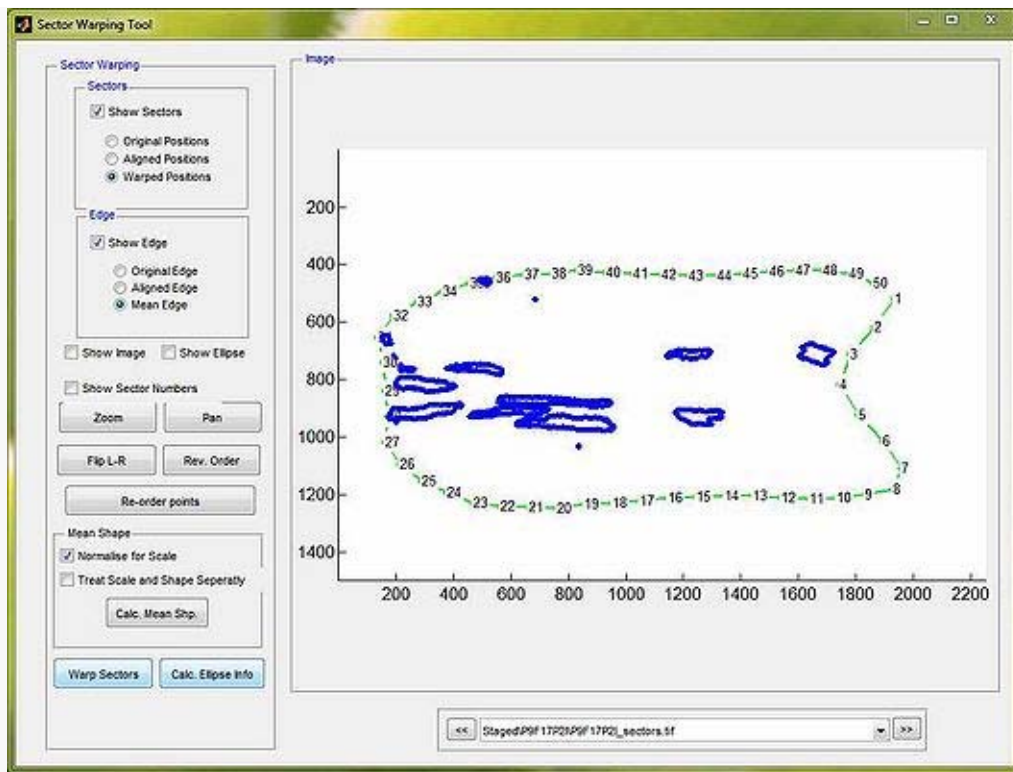 Sector Warping Tool
Sector Warping
Sectors
Show Sectors
Original Positions
Aligned Positions
Warped Positions
Edge
Show Edge
Original Edge
Aligned Edge
Mean Edge
Show Image Show Ellipse
Show Sector Numbers
Zoom Pan
Flip L-R Rev. Order
Re-order points
Mean Shape
Normalise for Scale
Treat Scale and Shape Seperatly
Calc. Mean Shp.
Warp Sectors Calc. Ellipse Info
Image
200
400
600
800
1000
1200
1400
34 36 37 38 39 40 41 42 43 44 45 46 47 48 49 50
33 1
32 2
3
30 4
29 5
27 6
26 7
25 24 23 22 21 20 19 18 17 16 15 14 13 12 11 10 9 8
200 400 600 800 1000 1200 1400 1600 1800 2000 2200
<< Staged\P9F17P2I\P9F17P2I_sectors.tif >>